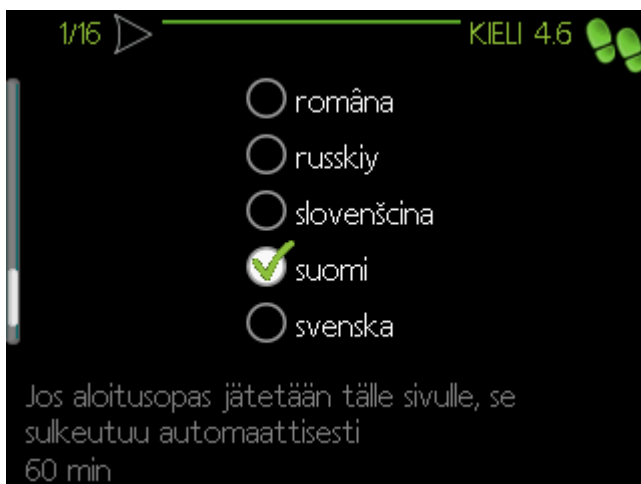 1/16 KIELI 4.6
româna
russkiy
slovenšcina
suomi
svenska
Jos aloitusopas jätetään tälle sivulle, se
sulkeutuu automaattisesti
60 min